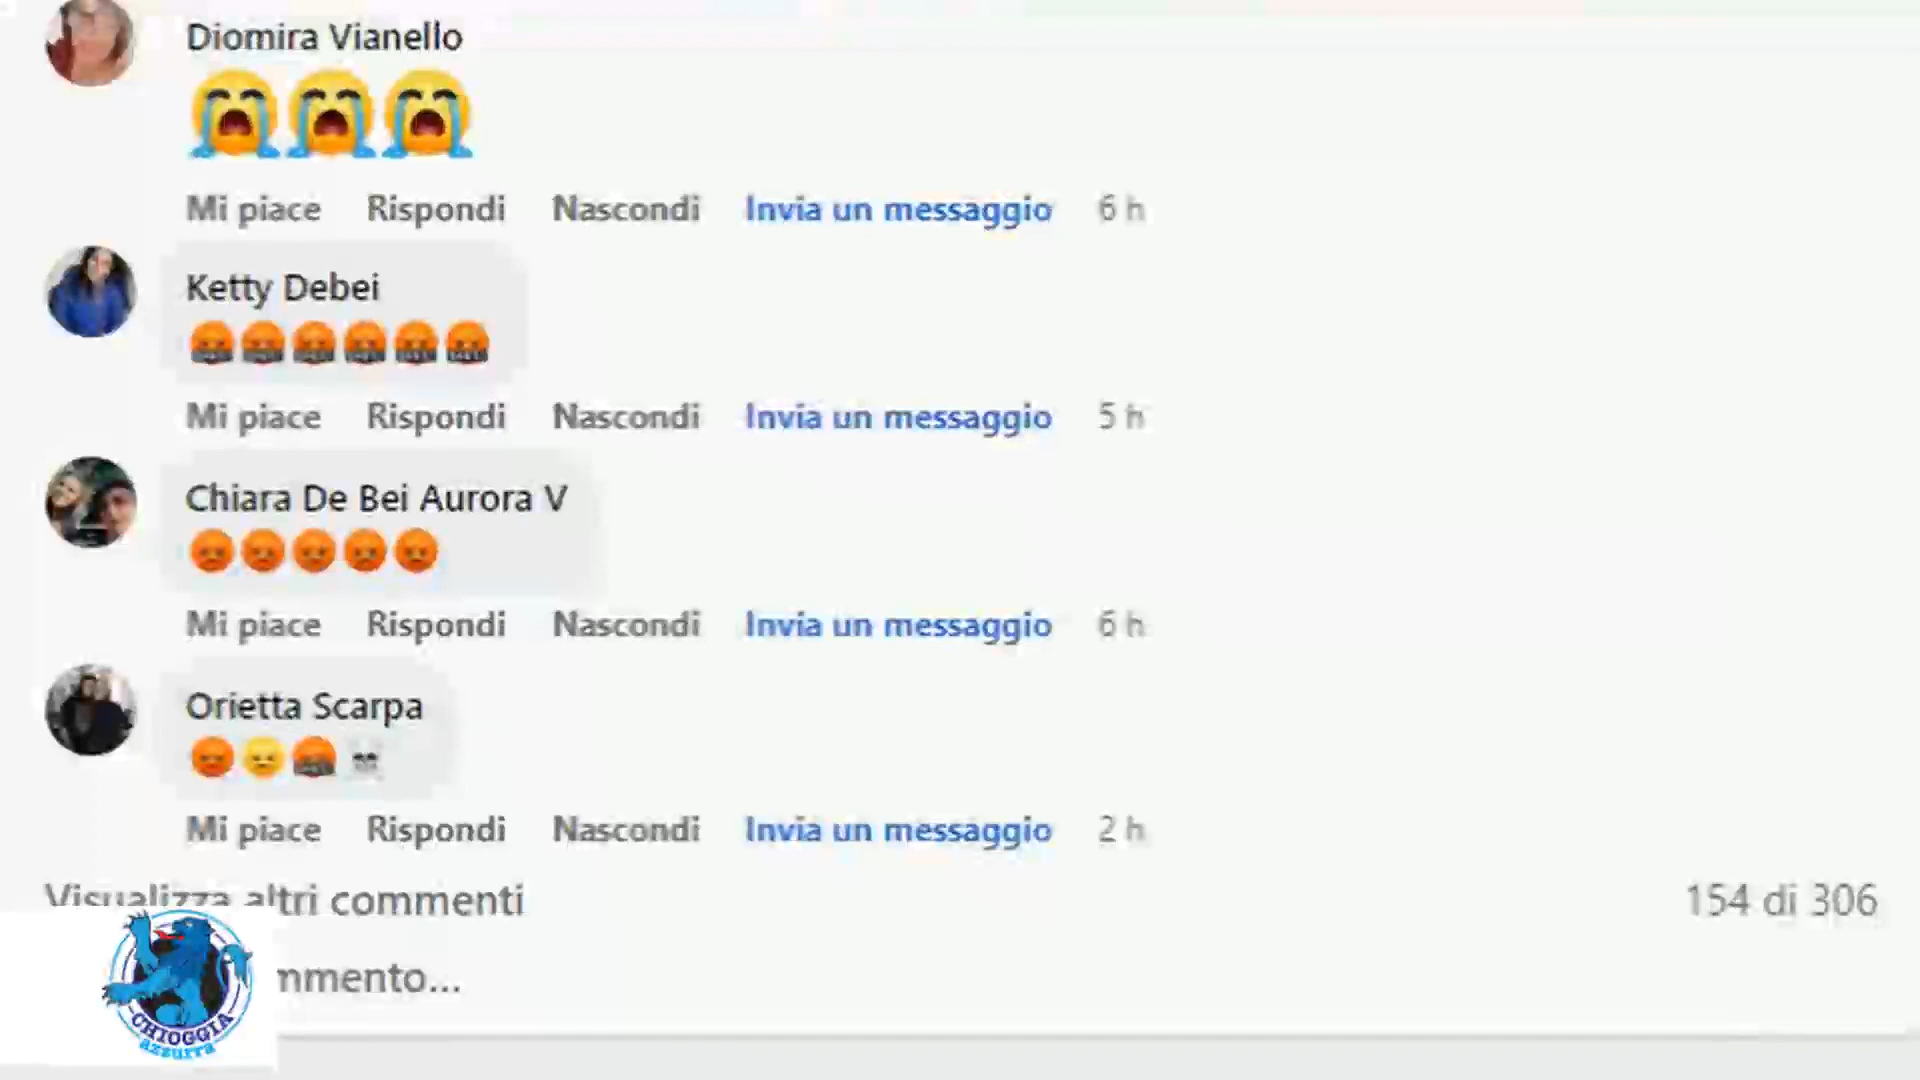 Diomira Vianello
😭😭😭
Mi piace Rispondi Nascondi Invia un messaggio 6 h
Ketty Debei
🤬🤬🤬🤬🤬🤬
Mi piace Rispondi Nascondi Invia un messaggio 5 h
Chiara De Bei Aurora V
😡😡😡😡😡
Mi piace Rispondi Nascondi Invia un messaggio 6 h
Orietta Scarpa
😡😠🤬☠️
Mi piace Rispondi Nascondi Invia un messaggio 2 h
Visualizza altri commenti 154 di 306
mmento...
CHIOGGIA
azzurra